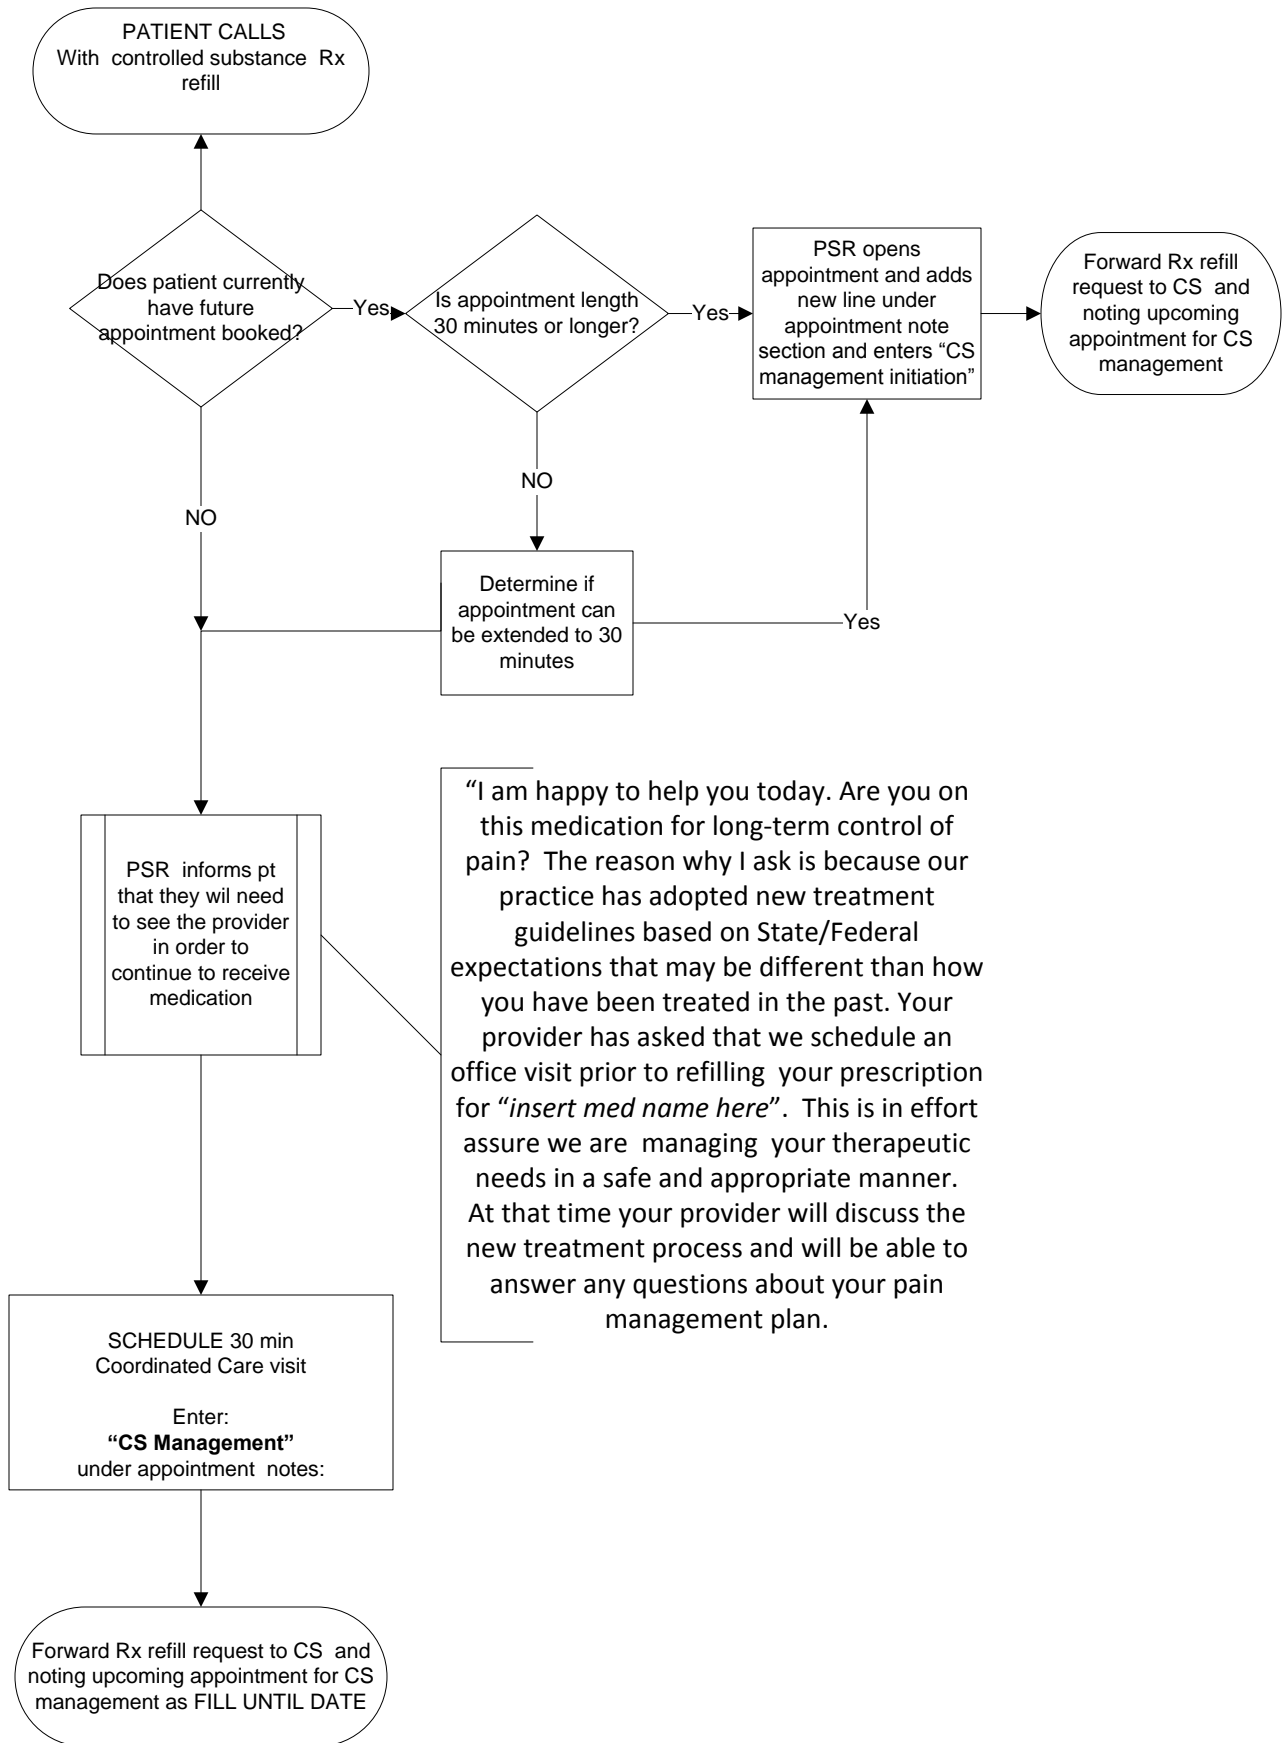 PATIENT CALLS
With controlled substance Rx
refill
Does patient currently
have future
appointment booked?
Yes
Is appointment length
30 minutes or longer?
Yes
PSR opens
appointment and adds
new line under
appointment note
section and enters “CS
management initiation”
Forward Rx refill
request to CS and
noting upcoming
appointment for CS
management
NO
NO
Determine if
appointment can
be extended to 30
minutes
Yes
PSR informs pt
that they wil need
to see the provider
in order to
continue to receive
medication
“I am happy to help you today. Are you on
this medication for long-term control of
pain? The reason why I ask is because our
practice has adopted new treatment
guidelines based on State/Federal
expectations that may be different than how
you have been treated in the past. Your
provider has asked that we schedule an
office visit prior to refilling your prescription
for “insert med name here”. This is in effort
assure we are managing your therapeutic
needs in a safe and appropriate manner.
At that time your provider will discuss the
new treatment process and will be able to
answer any questions about your pain
management plan.
SCHEDULE 30 min
Coordinated Care visit
Enter:
“CS Management”
under appointment notes:
Forward Rx refill request to CS and
noting upcoming appointment for CS
management as FILL UNTIL DATE